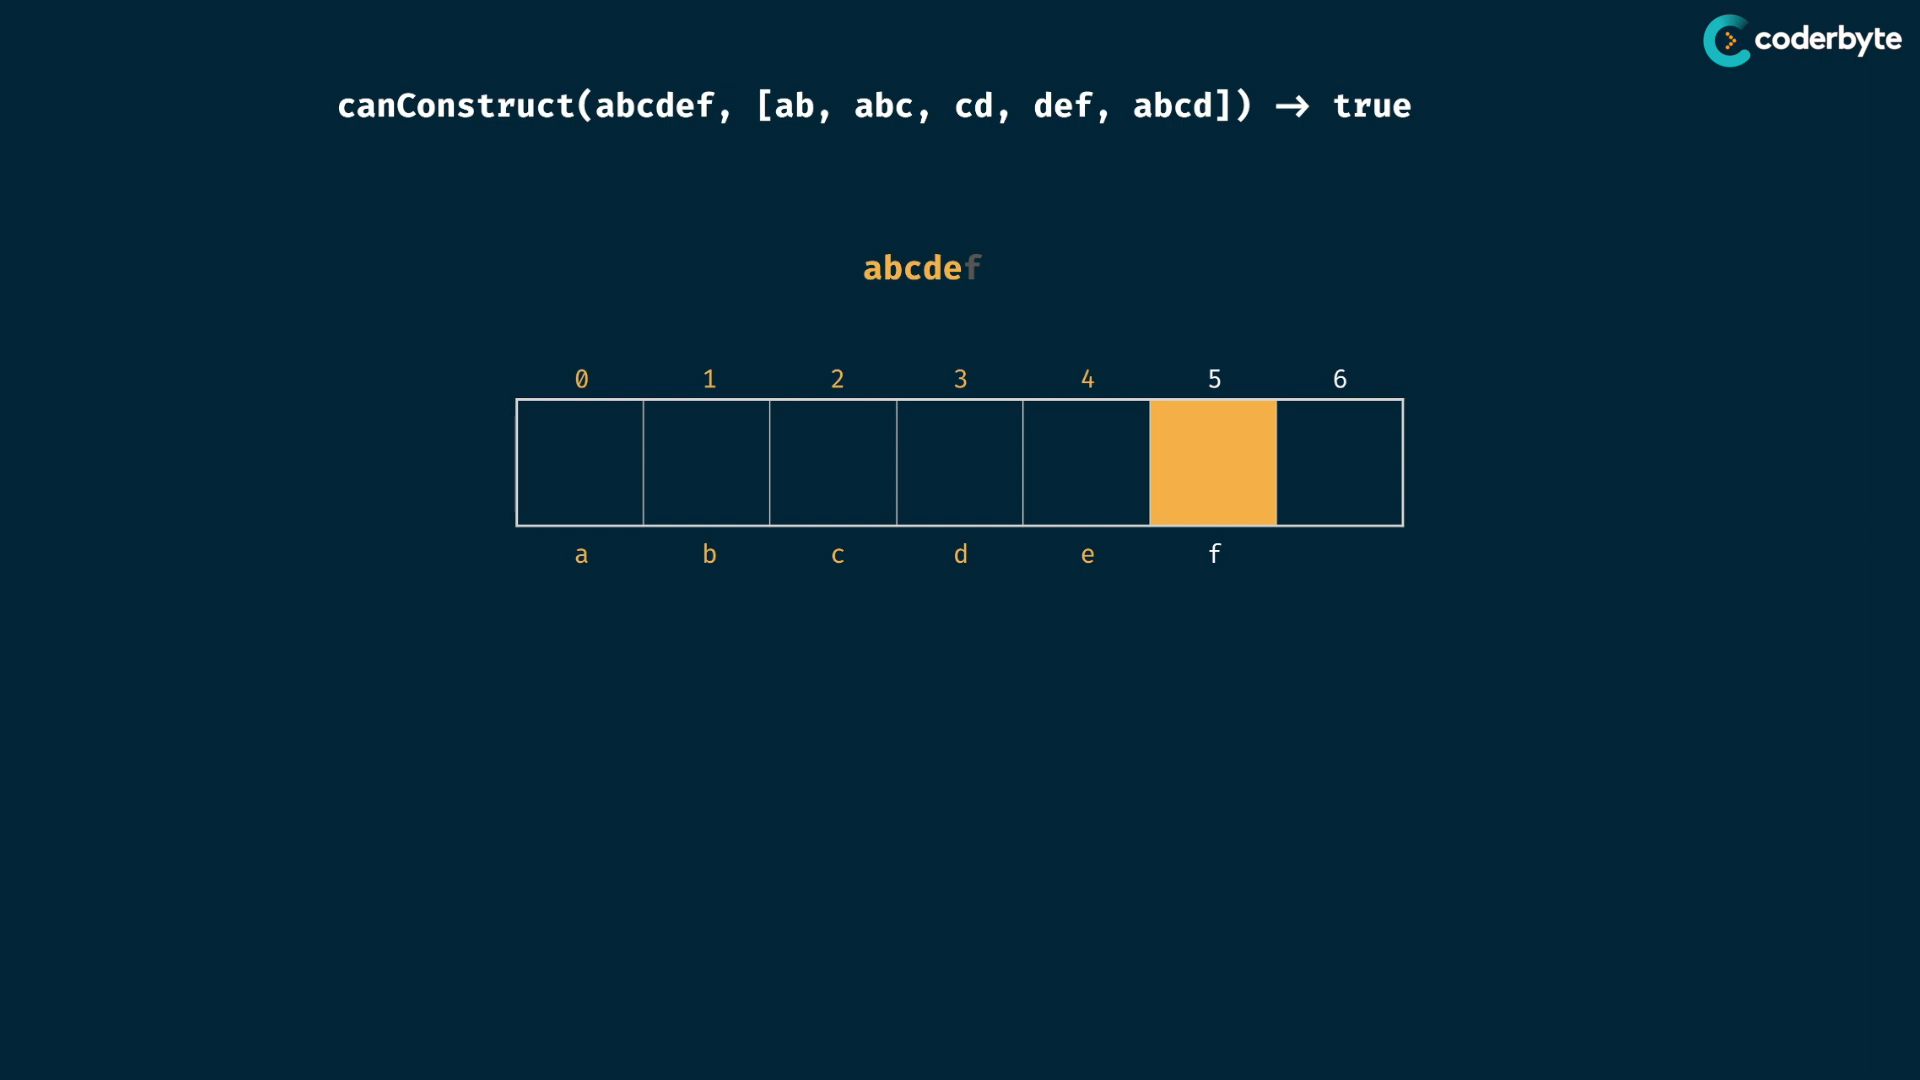 coderbyte
canConstruct(abcdef, [ab, abc, cd, def, abcd]) → true
abcdef
0 1 2 3 4 5 6
a b c d e f